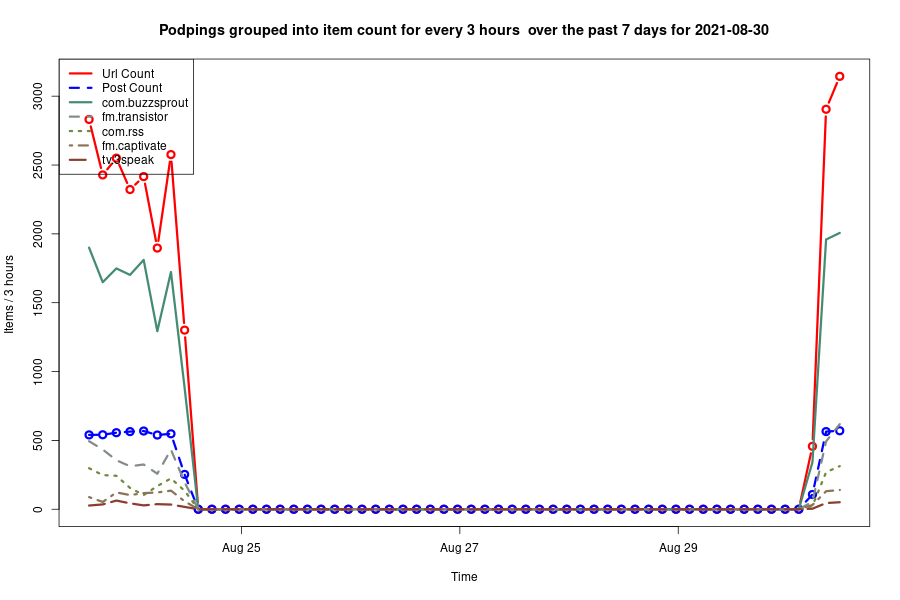 Podpings grouped into item count for every 3 hours  over the past 7 days for 2021-08-30
Url Count
Post Count
com.buzzsprout
fm.transistor
com.rss
fm.captivate
Items / 3 hours
3000
2500
2000
1500
1000
500
0
Aug 25
Aug 27
Aug 29
Time